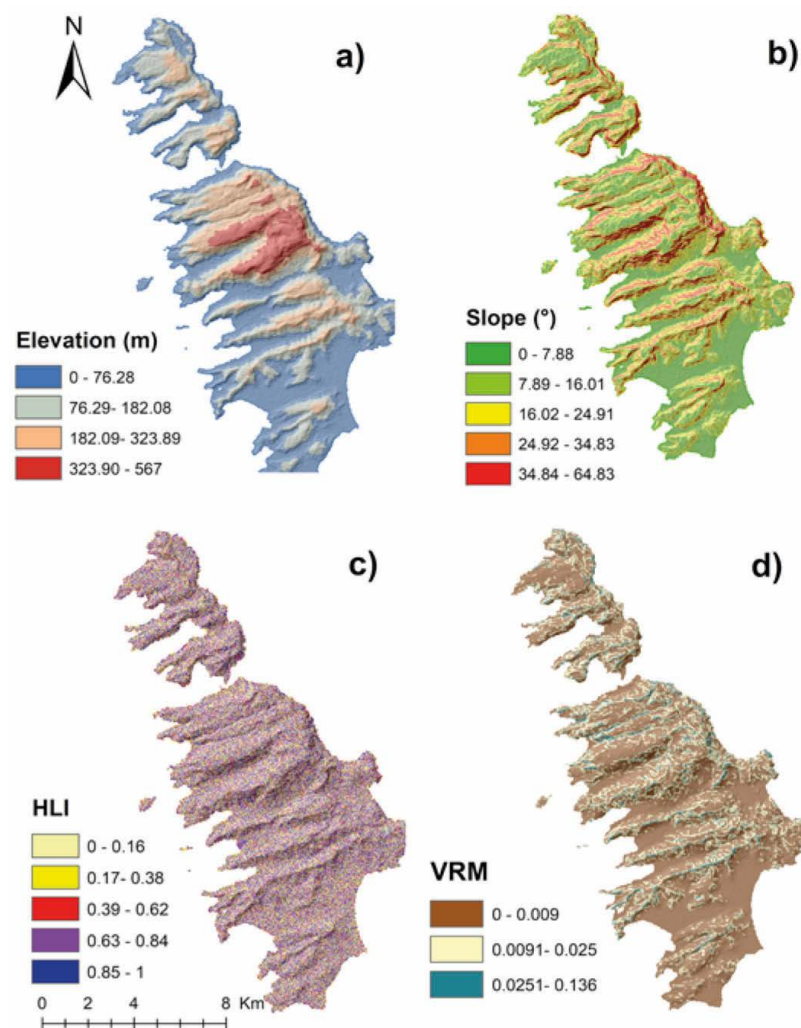 N
a)
Elevation (m)
0 - 76.28
76.29- 182.08
182.09- 323.89
323.90 - 567
b)
Slope (°)
0 - 7.88
7.89 - 16.01
16.02 - 24.91
24.92 - 34.83
34.84 - 64.83
c)
HLI
0 - 0.16
0.17- 0.38
0.39 - 0.62
0.63 - 0.84
0.85 - 1
0 2 4 8 Km
d)
VRM
0 - 0.009
0.0091- 0.025
0.0251- 0.136